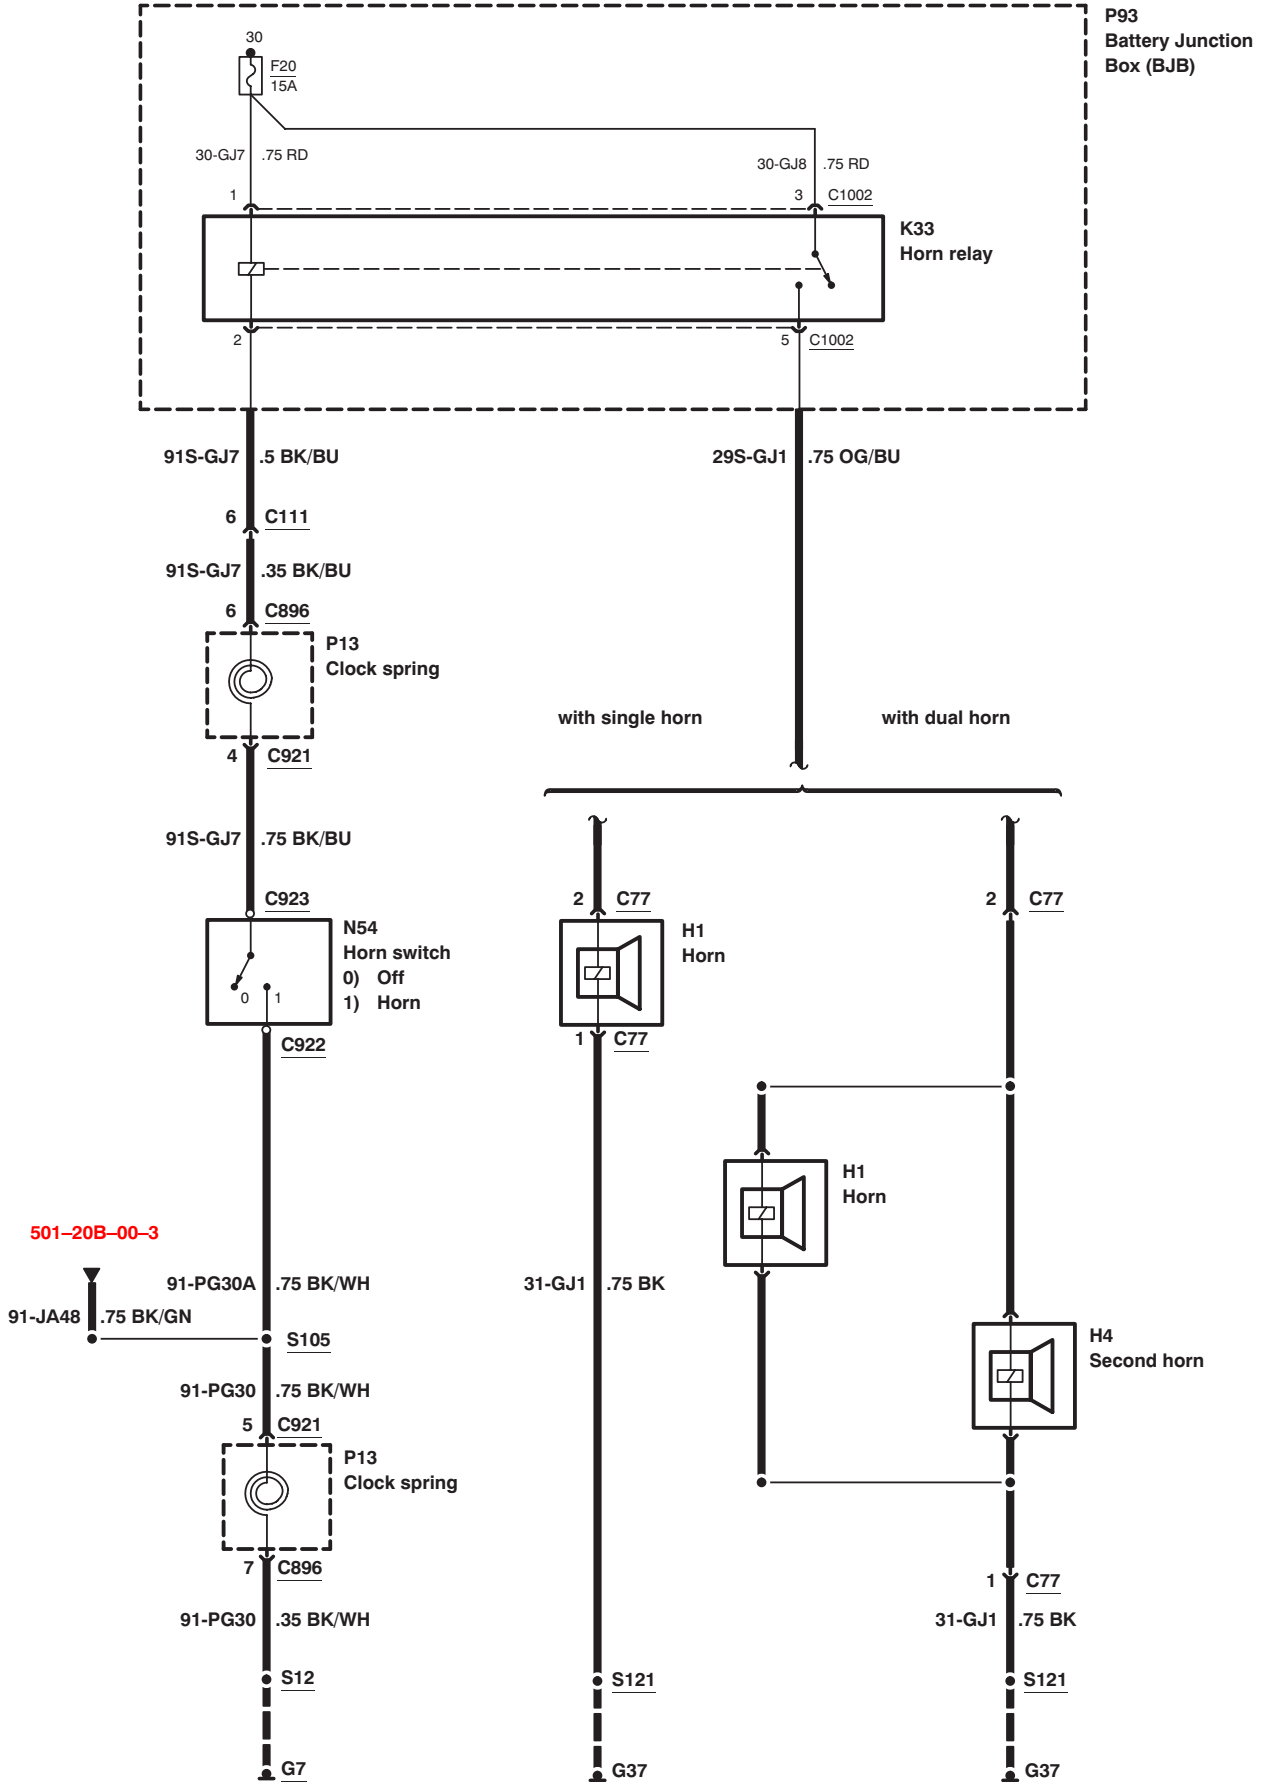 P93
Battery Junction
Box (BJB)
30
F20
15A
30-GJ7 .75 RD
30-GJ8 .75 RD
1
3 C1002
K33
Horn relay
2
5 C1002
91S-GJ7 .5 BK/BU
29S-GJ1 .75 OG/BU
6 C111
91S-GJ7 .35 BK/BU
6 C896
P13
Clock spring
with single horn
with dual horn
4 C921
91S-GJ7 .75 BK/BU
C923
2 C77
2 C77
N54
Horn switch
0) Off
1) Horn
0 1
H1
Horn
C922
1 C77
H1
Horn
501–20B–00–3
91-PG30A .75 BK/WH
31-GJ1 .75 BK
91-JA48 .75 BK/GN
S105
H4
Second horn
91-PG30 .75 BK/WH
5 C921
P13
Clock spring
7 C896
1 C77
91-PG30 .35 BK/WH
31-GJ1 .75 BK
S12
S121
S121
G7
G37
G37